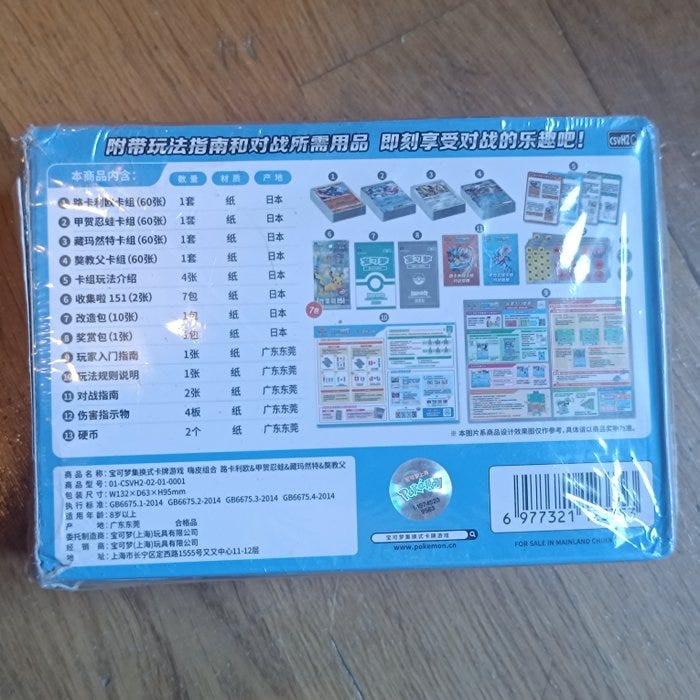 附带玩法指南和对战所需用品 即刻享受对战的乐趣吧!
CSVH2C
本商品内含: 数量 材质 产地
1 路卡利欧卡组(60张) 1套 纸 日本
2 甲贺忍蛙卡组(60张) 1套 纸 日本
3 藏玛然特卡组(60张) 1套 纸 日本
4 獒教父卡组(60张) 1套 纸 日本
5 卡组玩法介绍 4张 纸 日本
6 收集啦 151(2张) 7包 纸 日本
7 改造包(10张) 纸 日本
8 奖赏包(1张) 纸 日本
9 玩家入门指南 1张 纸 广东东莞
10 玩法规则说明 1张 纸 广东东莞
11 对战指南 2张 纸 广东东莞
12 伤害指示物 4板 纸 广东东莞
13 硬币 2个 纸 广东东莞
1 2 3 4 5
6 7 8 11
7包
10 9
※ 本图片系商品设计效果图仅作参考,具体请以商品实物为准。
商品名称: 宝可梦集换式卡牌游戏 嗨皮组合 路卡利欧&甲贺忍蛙&藏玛然特&獒教父
商品型号: 01-CSVH2-02-01-0001
包装尺寸: W132×D63×H95mm
执行标准: GB6675.1-2014 GB6675.2-2014 GB6675.3-2014 GB6675.4-2014
适用年龄: 8岁以上
产地: 广东东莞 合格品
委托制造商: 宝可梦(上海)玩具有限公司
经销商: 宝可梦(上海)玩具有限公司
地址: 上海市长宁区定西路1555号又又中心11-12层
Pokémon
宝可梦集换式卡牌游戏
www.pokemon.cn
6 977321
FOR SALE IN MAINLAND CHINA